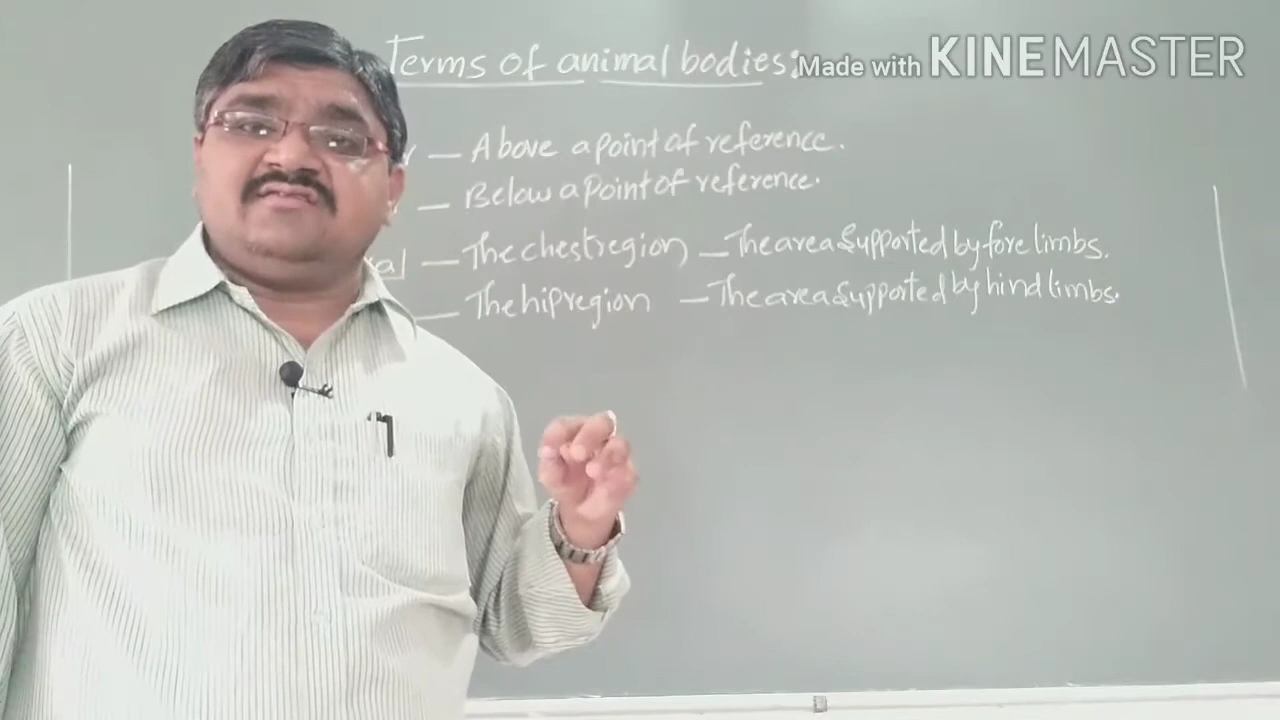 Terms of animal bodies:
Made with KINEMASTER
— Above a point of reference.
— Below a point of reference.
— The chest region — The area supported by fore limbs.
— The hip region — The area supported by hind limbs.